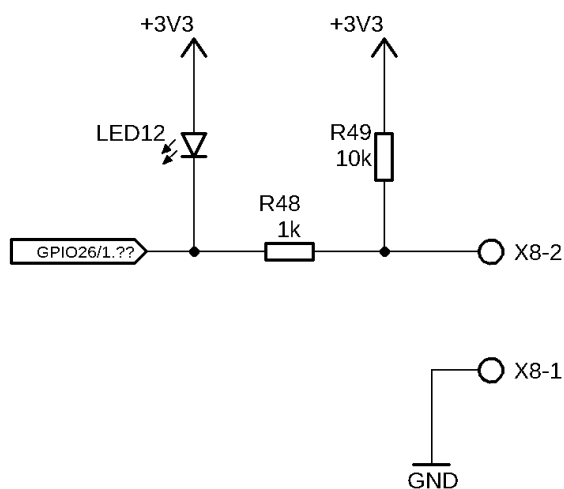 +3V3
+3V3
LED12
R49
10k
R48
1k
GPIO26/1.??
X8-2
X8-1
GND